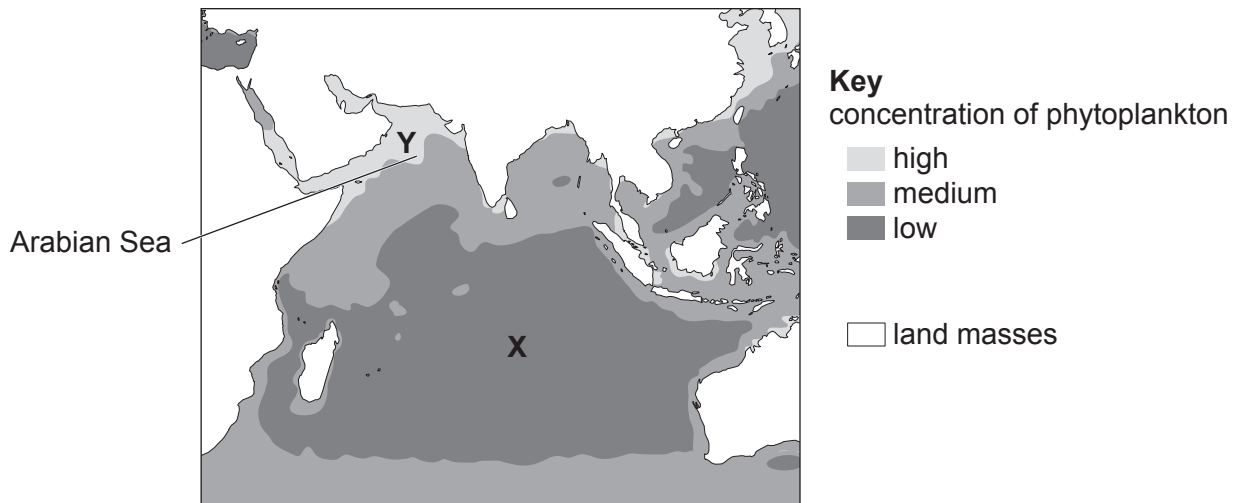 Y
Arabian Sea
X
Key
concentration of phytoplankton
high
medium
low
land masses